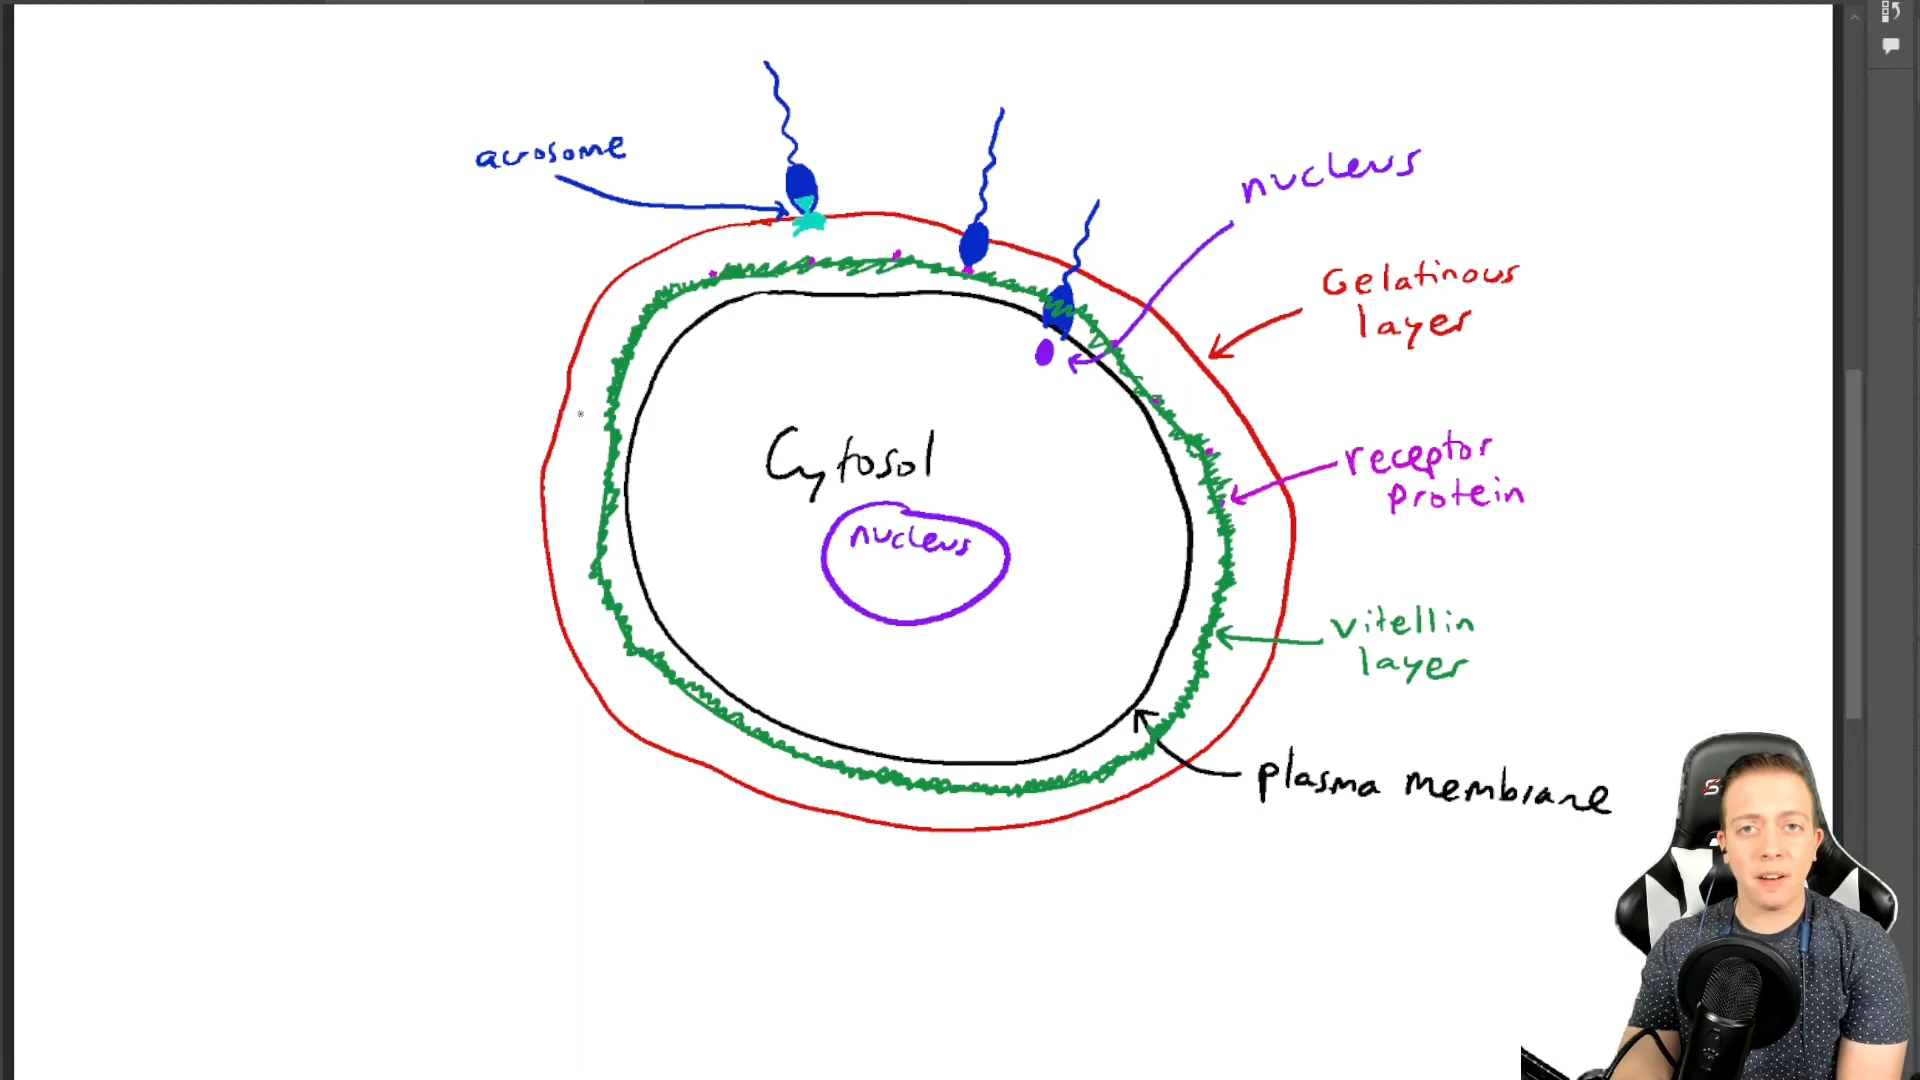 acrosome
nucleus
Gelatinous
layer
receptor
protein
Cytosol
nucleus
vitellin
layer
plasma membrane